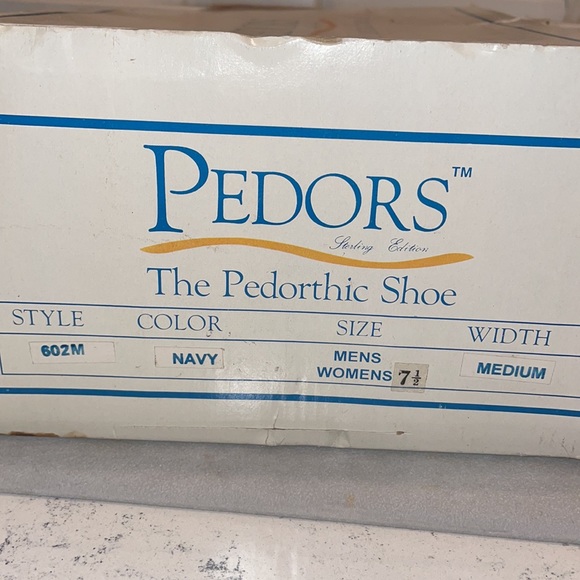 PEDORS™
Sterling Edition
The Pedorthic Shoe
STYLE COLOR SIZE WIDTH
602M NAVY MENS MEDIUM
WOMENS 7½